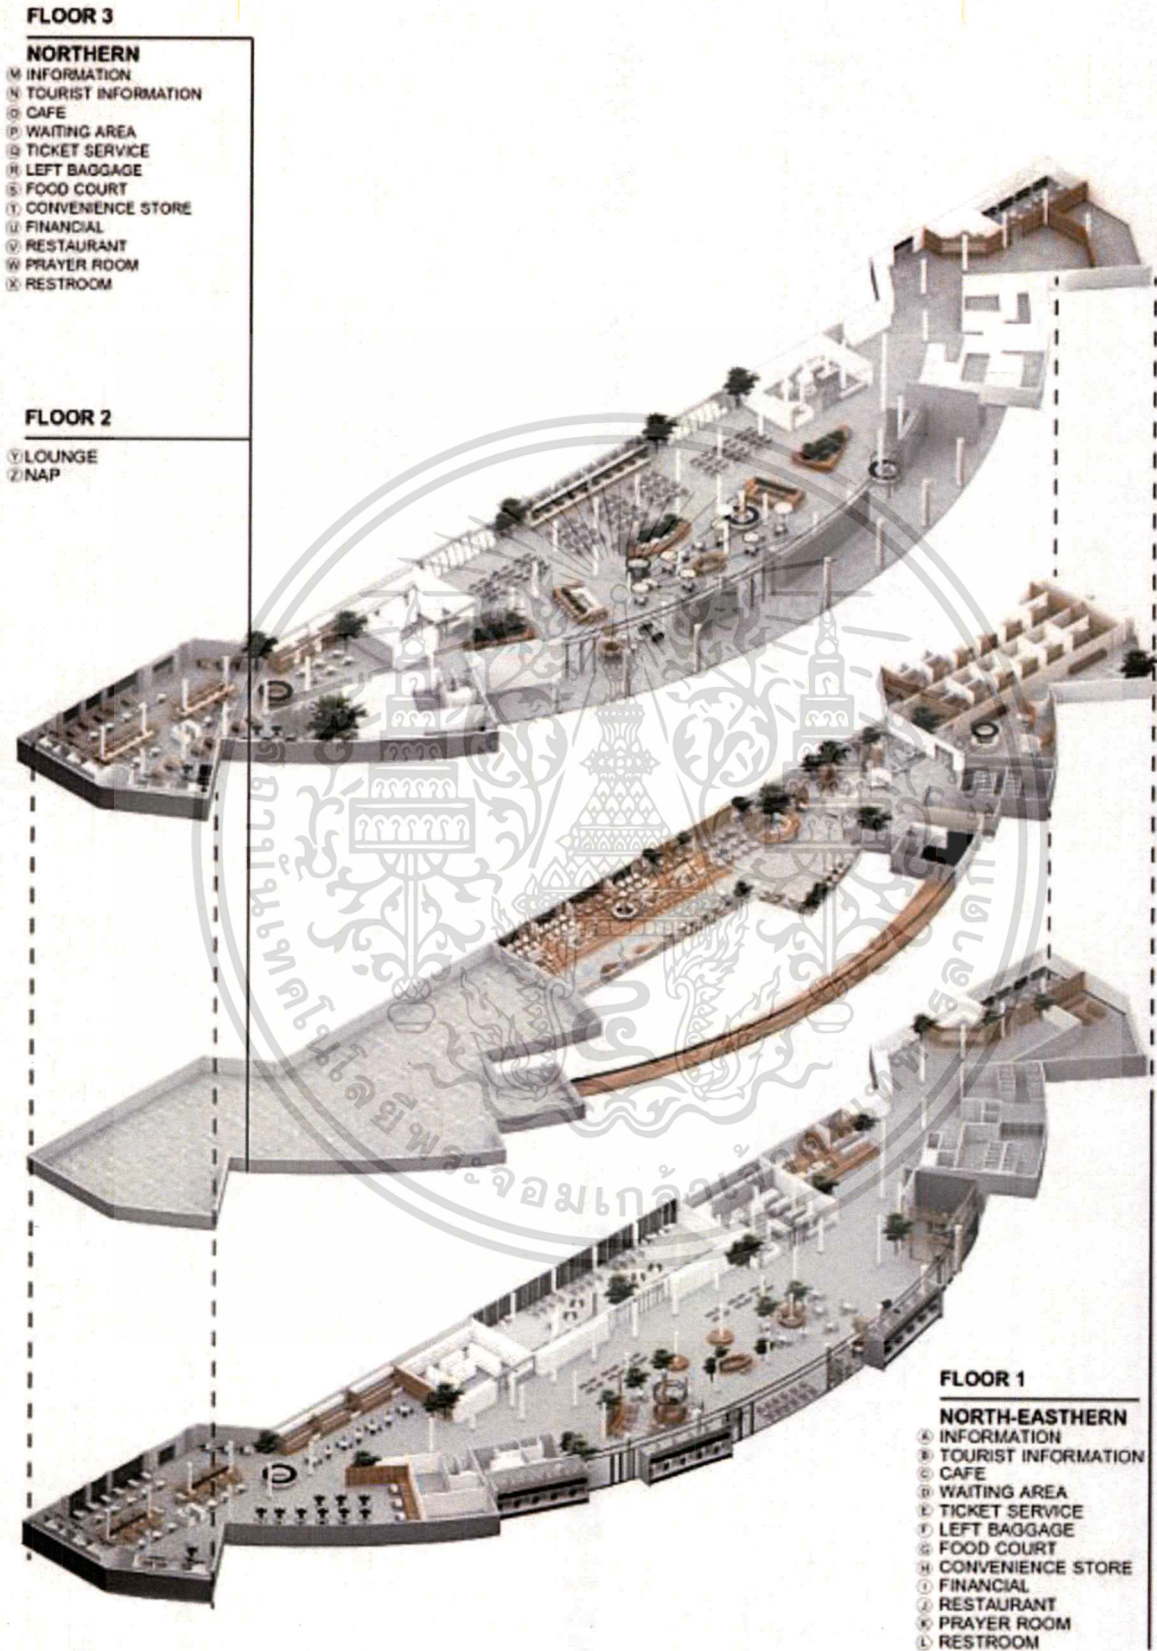 FLOOR 3
NORTHERN
Ⓜ INFORMATION
Ⓝ TOURIST INFORMATION
Ⓞ CAFE
Ⓟ WAITING AREA
Ⓠ TICKET SERVICE
Ⓡ LEFT BAGGAGE
Ⓢ FOOD COURT
Ⓣ CONVENIENCE STORE
Ⓤ FINANCIAL
Ⓥ RESTAURANT
Ⓦ PRAYER ROOM
Ⓧ RESTROOM
FLOOR 2
Ⓨ LOUNGE
Ⓩ NAP
FLOOR 1
NORTH-EASTHERN
Ⓐ INFORMATION
Ⓑ TOURIST INFORMATION
Ⓒ CAFE
Ⓓ WAITING AREA
Ⓔ TICKET SERVICE
Ⓕ LEFT BAGGAGE
Ⓖ FOOD COURT
Ⓗ CONVENIENCE STORE
Ⓘ FINANCIAL
Ⓙ RESTAURANT
Ⓚ PRAYER ROOM
Ⓛ RESTROOM